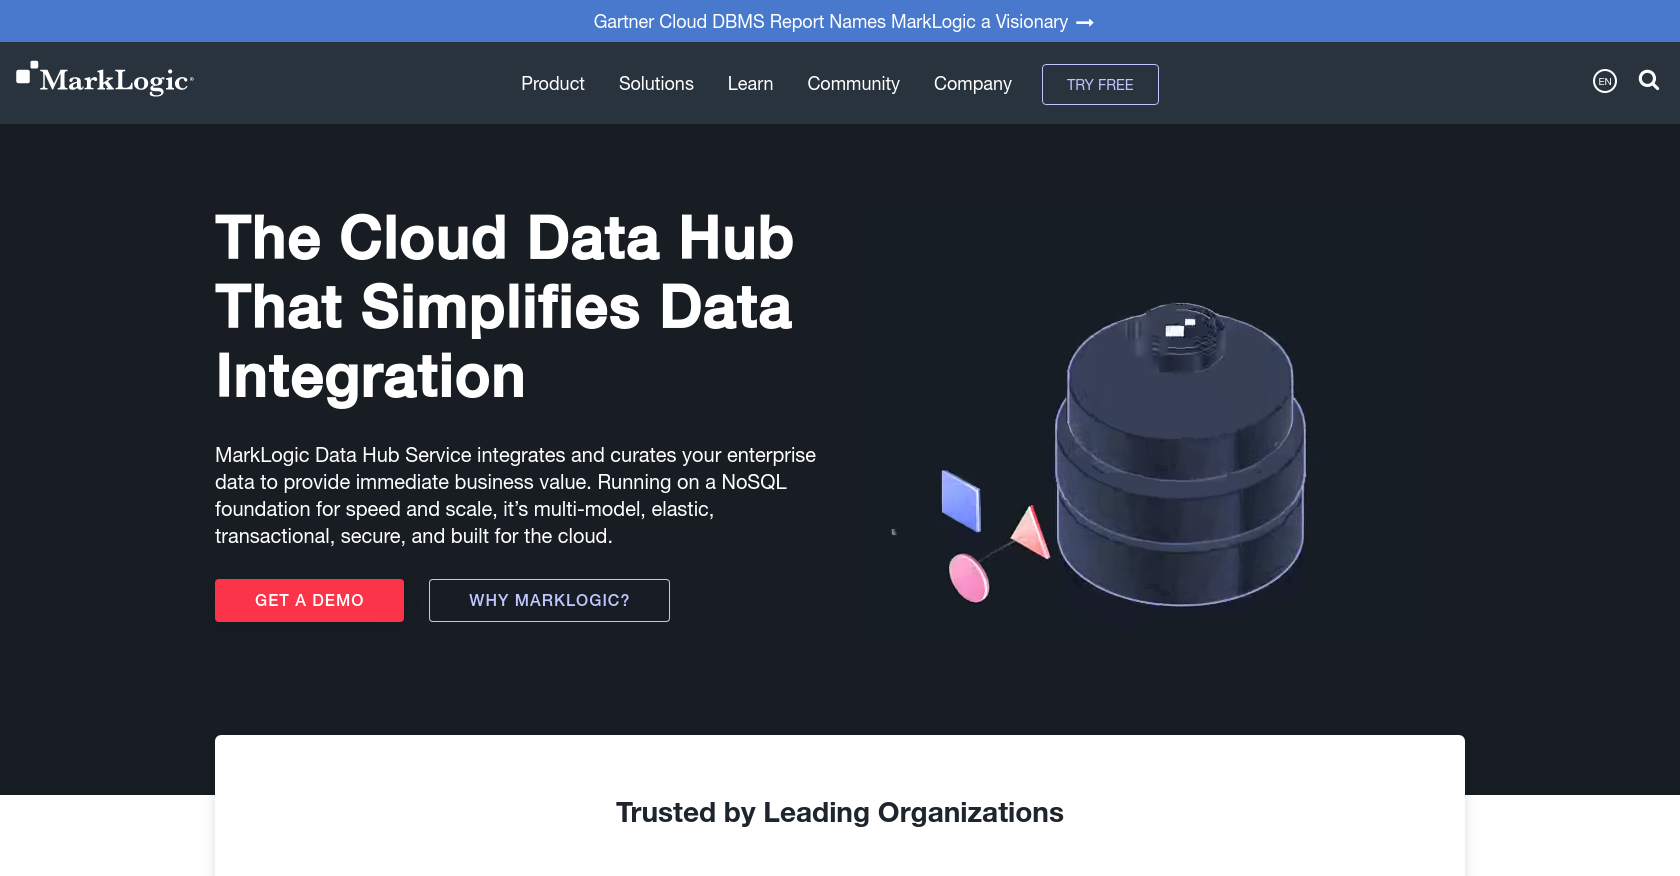 Gartner Cloud DBMS Report Names MarkLogic a Visionary
MarkLogic®
Product Solutions Learn Community Company TRY FREE
EN
The Cloud Data Hub
That Simplifies Data
Integration
MarkLogic Data Hub Service integrates and curates your enterprise
data to provide immediate business value. Running on a NoSQL
foundation for speed and scale, it’s multi-model, elastic,
transactional, secure, and built for the cloud.
GET A DEMO
WHY MARKLOGIC?
Trusted by Leading Organizations